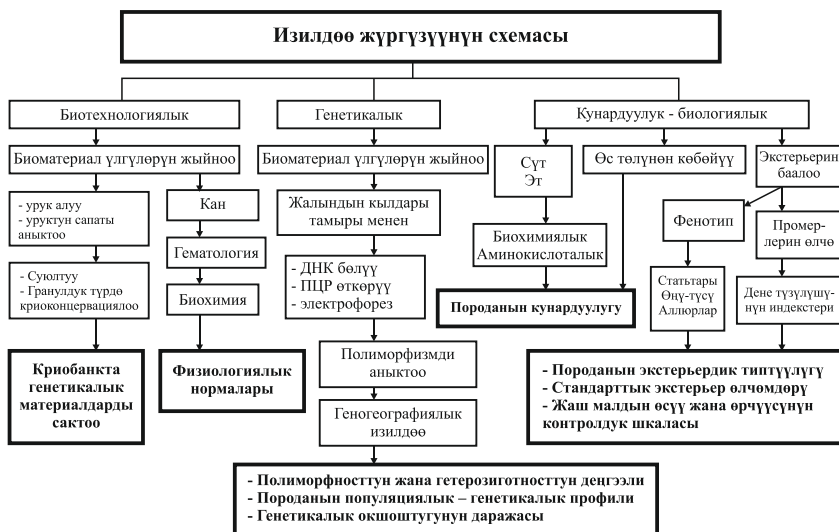 Изилдөө жүргүзүүнүн схемасы
Биотехнологиялык
Генетикалык
Кунардуулук - биологиялык
Биоматериал үлгүлөрүн жыйноо
Биоматериал үлгүлөрүн жыйноо
Сүт
Эт
Өс төлүнөн көбөйүү
Экстерьерин
баалоо
- урук алуу
- уруктун сапаты
аныктоо
Кан
Жалындын кылдары
тамыры менен
Фенотип
Промер-
лерин өлчө
Гематология
Биохимиялык
Аминокислоталык
- Суюлтуу
- Гранулдук түрдө
криоконцервациялоо
Биохимия
- ДНК бөлүү
- ПЦР өткөрүү
- электрофорез
Породанын кунардуулугу
Статьтары
Өңү-түсү
Аллюрлар
Дене түзүлүшү-
нүн индекстери
Криобанкта
генетикалык
материалдарды
сактоо
Физиологиялык
нормалары
Полиморфизмди
аныктоо
- Породанын экстерьердик типтүүлүгү
- Стандарттык экстерьер өлчөмдөрү
- Жаш малдын өсүү жана өрчүүсүнүн
контролдук шкаласы
Геногеографиялык
изилдөө
- Полиморфносттун жана гетерозиготносттун деңгээли
- Породанын популяциялык – генетикалык профили
- Генетикалык окшоштугунун даражасы